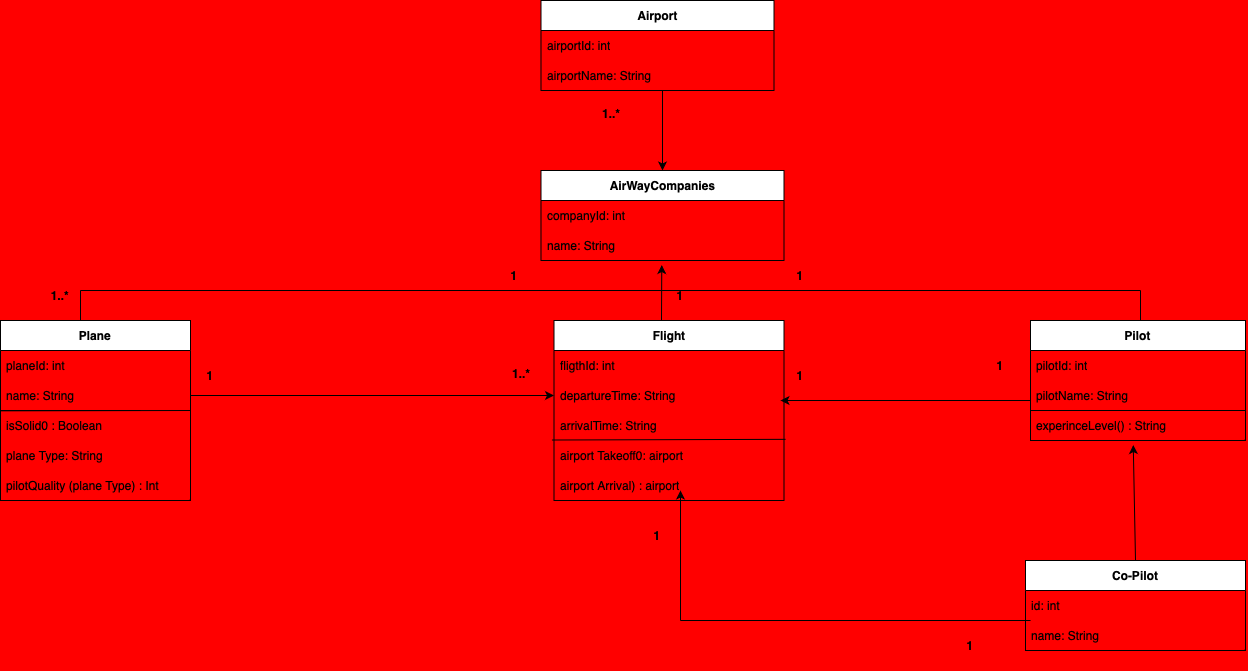 Airport
airportId: int
airportName: String
1..*
AirWayCompanies
companyId: int
name: String
1
1
1..*
1
Plane
planeId: int
name: String
isSolid0 : Boolean
plane Type: String
pilotQuality (plane Type) : Int
1
1..*
Flight
fligthId: int
departureTime: String
arrivalTime: String
airport Takeoff0: airport
airport Arrival) : airport
1
1
Pilot
pilotId: int
pilotName: String
experinceLevel() : String
1
Co-Pilot
id: int
name: String
1